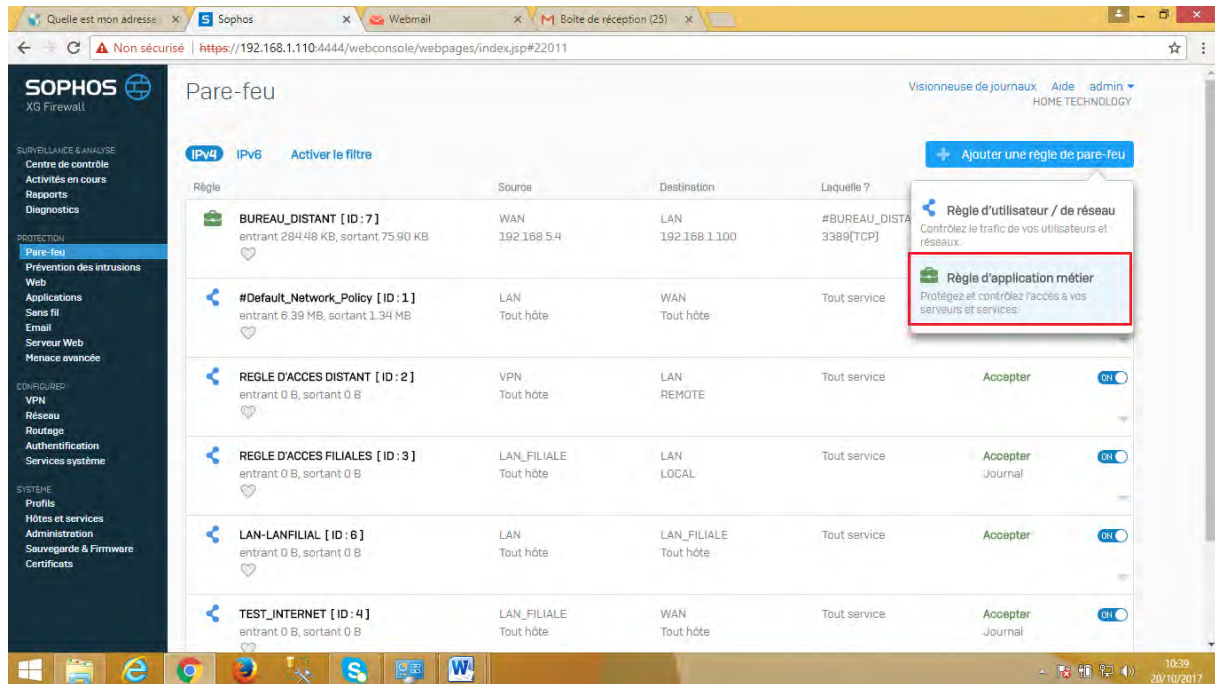 Quelle est mon adresse
Sophos
Webmail
Boîte de réception (25)
Non sécurisé | https://192.168.1.110:4444/webconsole/webpages/index.jsp#22011
SOPHOS
XG Firewall
SURVEILLANCE & ANALYSE
Centre de contrôle
Activités en cours
Rapports
Diagnostics
PROTECTION
Pare-feu
Prévention des intrusions
Web
Applications
Sans fil
Email
Serveur Web
Menace avancée
CONFIGURER
VPN
Réseau
Routage
Authentification
Services système
SYSTÈME
Profils
Hôtes et services
Administration
Sauvegarde & Firmware
Certificats
Pare-feu
Visionneuse de journaux Aide admin
HOME TECHNOLOGY
IPv4 IPv6 Activer le filtre
Ajouter une règle de pare-feu
Règle Source Destination Laquelle ?
Règle d'utilisateur / de réseau
Contrôlez le trafic de vos utilisateurs et
réseaux.
Règle d'application métier
Protégez et contrôlez l'accès à vos
serveurs et services.
BUREAU_DISTANT [ ID : 7 ] WAN LAN #BUREAU_DISTA
entrant 284.48 KB, sortant 75.90 KB 192.168.5.4 192.168.1.100 3389(TCP)
#Default_Network_Policy [ ID : 1 ] LAN WAN Tout service
entrant 6.39 MB, sortant 1.34 MB Tout hôte Tout hôte
REGLE D'ACCES DISTANT [ ID : 2 ] VPN LAN Tout service Accepter ON
entrant 0 B, sortant 0 B Tout hôte REMOTE
REGLE D'ACCES FILIALES [ ID : 3 ] LAN_FILIALE LAN Tout service Accepter ON
entrant 0 B, sortant 0 B Tout hôte LOCAL Journal
LAN-LANFILIAL [ ID : 6 ] LAN LAN_FILIALE Tout service Accepter ON
entrant 0 B, sortant 0 B Tout hôte Tout hôte
TEST_INTERNET [ ID : 4 ] LAN_FILIALE WAN Tout service Accepter ON
entrant 0 B, sortant 0 B Tout hôte Tout hôte Journal
10:39
20/10/2017